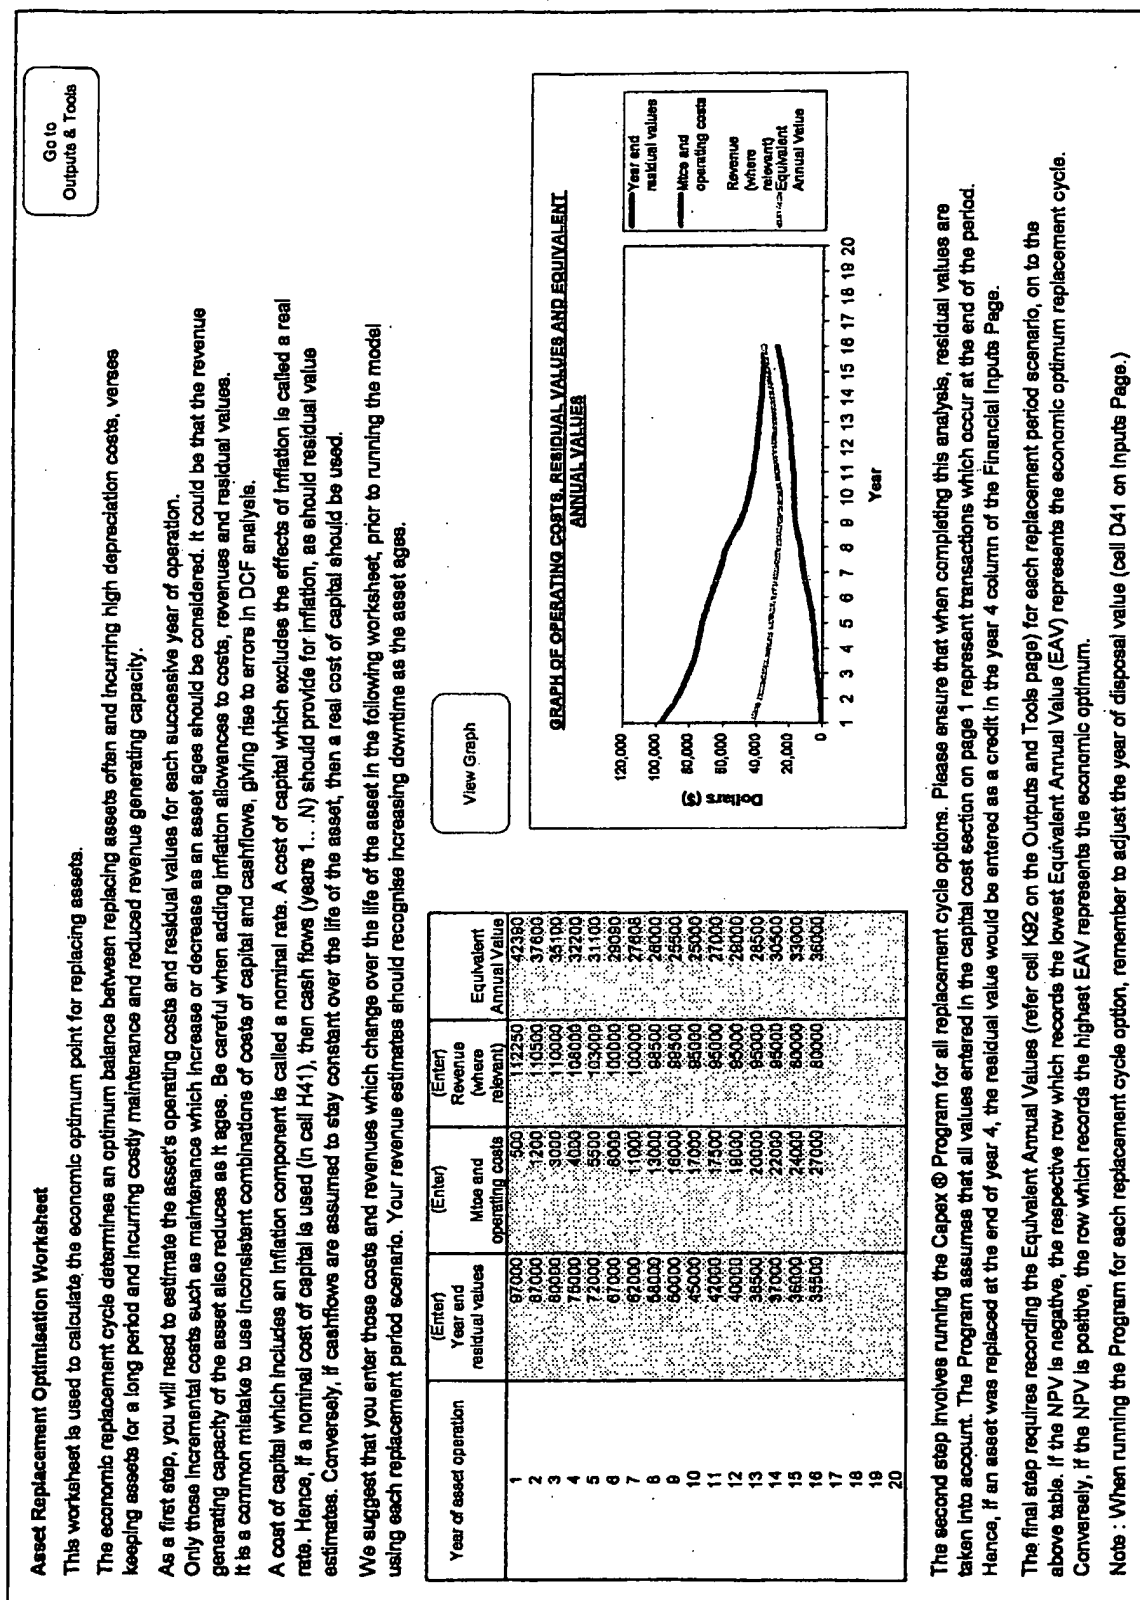 Go to
Outputs & Tools
Asset Replacement Optimisation Worksheet
This worksheet is used to calculate the economic optimum point for replacing assets.
The economic replacement cycle determines an optimum balance between replacing assets often and incurring high depreciation costs, verses
keeping assets for a long period and incurring costly maintenance and reduced revenue generating capacity.
As a first step, you will need to estimate the asset's operating costs and residual values for each successive year of operation.
Only those incremental costs such as maintenance which increase or decrease as an asset ages should be considered. It could be that the revenue
generating capacity of the asset also reduces as it ages. Be careful when adding inflation allowances to costs, revenues and residual values.
It is a common mistake to use inconsistent combinations of costs of capital and cashflows, giving rise to errors in DCF analysis.
A cost of capital which includes an inflation component is called a nominal rate. A cost of capital which excludes the effects of inflation is called a real
rate. Hence, if a nominal cost of capital is used (in cell H41), then cash flows (years 1.. .N) should provide for inflation, as should residual value
estimates. Conversely, if cashflows are assumed to stay constant over the life of the asset, then a real cost of capital should be used.
We suggest that you enter those costs and revenues which change over the life of the asset in the following worksheet, prior to running the model
using each replacement period scenario. Your revenue estimates should recognise increasing downtime as the asset ages.
View Graph
Year of asset operation (Enter) Year end residual values (Enter) Mtce and operating costs (Enter) Revenue (where relevant) Equivalent Annual Value
1 97000 500 112250 42390
2 87000 1200 110500 37800
3 80000 3000 110000 35100
4 75000 4000 108000 32200
5 72000 5500 103000 31100
6 67000 8000 100000 29090
7 62000 11000 100000 27808
8 58000 13000 98500 26000
9 50000 16000 98500 25500
10 45000 17000 95000 25000
11 42000 17500 95000 27000
12 40000 19000 95000 28000
13 38500 20000 95000 28500
14 37000 22000 95000 30500
15 36000 24000 80000 33000
16 35500 27000 80000 36000
17
18
19
20
GRAPH OF OPERATING COSTS, RESIDUAL VALUES AND EQUIVALENT
ANNUAL VALUES
Dollars ($)
120,000
100,000
80,000
60,000
40,000
20,000
0
1 2 3 4 5 6 7 8 9 10 11 12 13 14 15 16 17 18 19 20
Year
Year end
residual values
Mtce and
operating costs
Revenue
(where
relevant)
Equivalent
Annual Value
The second step involves running the Capex ® Program for all replacement cycle options. Please ensure that when completing this analysis, residual values are
taken into account. The Program assumes that all values entered in the capital cost section on page 1 represent transactions which occur at the end of the period.
Hence, if an asset was replaced at the end of year 4, the residual value would be entered as a credit in the year 4 column of the Financial Inputs Page.
The final step requires recording the Equivalent Annual Values (refer cell K92 on the Outputs and Tools page) for each replacement period scenario, on to the
above table. If the NPV is negative, the respective row which records the lowest Equivalent Annual Value (EAV) represents the economic optimum replacement cycle.
Conversely, if the NPV is positive, the row which records the highest EAV represents the economic optimum.
Note : When running the Program for each replacement cycle option, remember to adjust the year of disposal value (cell D41 on Inputs Page.)